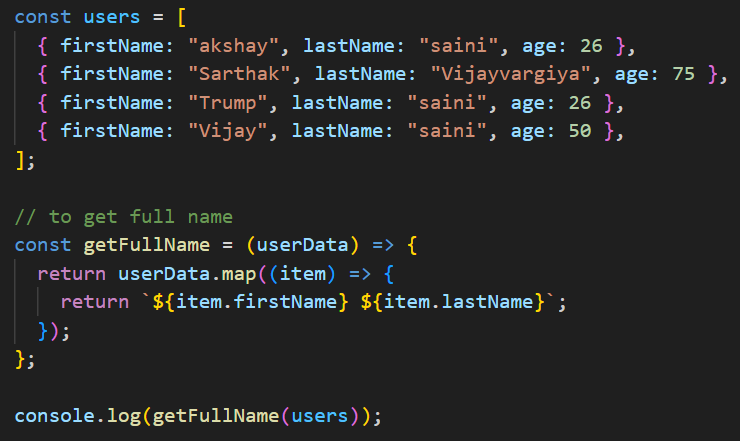 const users = [
  { firstName: "akshay", lastName: "saini", age: 26 },
  { firstName: "Sarthak", lastName: "Vijayvargiya", age: 75 },
  { firstName: "Trump", lastName: "saini", age: 26 },
  { firstName: "Vijay", lastName: "saini", age: 50 },
];

// to get full name
const getFullName = (userData) => {
  return userData.map((item) => {
    return `${item.firstName} ${item.lastName}`;
  });
};

console.log(getFullName(users));